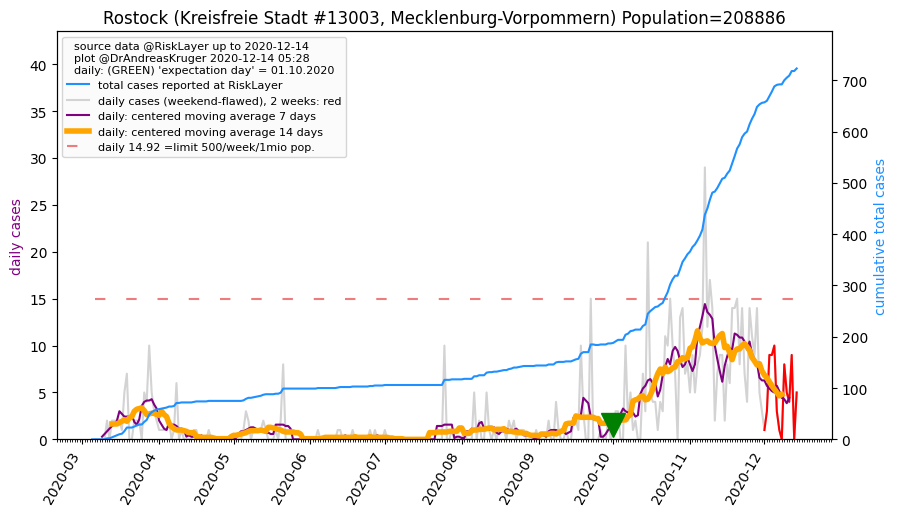 Rostock (Kreisfreie Stadt #13003, Mecklenburg-Vorpommern) Population=208886
source data @RiskLayer up to 2020-12-14
plot @DrAndreasKruger 2020-12-14 05:28
daily: (GREEN) 'expectation day' = 01.10.2020
total cases reported at RiskLayer
daily cases (weekend-flawed), 2 weeks: red
daily: centered moving average 7 days
daily: centered moving average 14 days
daily 14.92 =limit 500/week/1mio pop.
daily cases
40
35
30
25
20
15
10
5
0
cumulative total cases
700
600
500
400
300
200
100
0
2020-03
2020-04
2020-05
2020-06
2020-07
2020-08
2020-09
2020-10
2020-11
2020-12